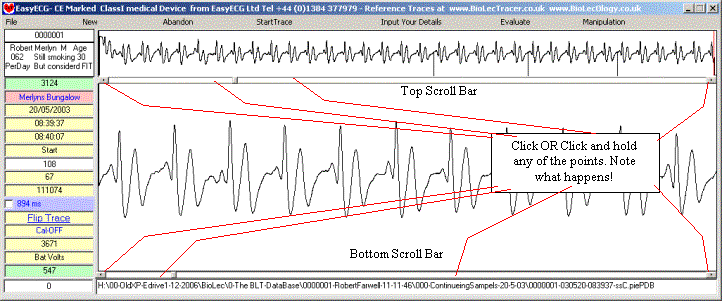 EasyECG- CE Marked Class1 medical Device from EasyECG Ltd Tel +44 (0)1304 377979 - Reference Traces at www.BioLecTracer.co.uk www.BioLecOlogy.co.uk
File New Abandon StartTrace Input Your Details Evaluate Manipulation
0000001
Robert Merlyn M Age
062 Still smoking 30
PerDay But considerd FIT
3124
Merlyns Bungalow
20/05/2003
08:39:37
08:40:07
Start
108
67
111074
894 ms
Flip Trace
Cal-OFF
3671
Bat Volts
547
0
Top Scroll Bar
Click OR Click and hold
any of the points. Note
what happens!
Bottom Scroll Bar
H:\00-OldXP-Edrive1-12-2006\BioLec\0-The BLT-DataBase\0000001-RobertFarwell-11-11-46\000-ContinueingSampels-20-5-03\0000001-030520-083937-ssC.piePDB